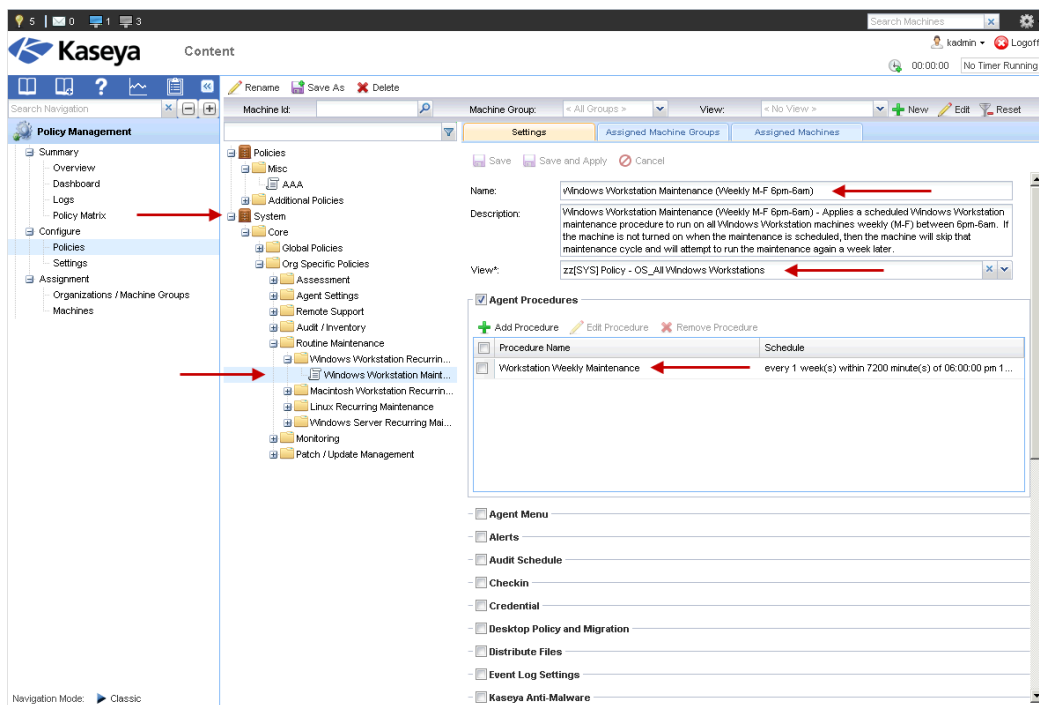 5 0 1 3
Search Machines
Kaseya
Content
kadmin
Logoff
00:00:00
No Timer Running
Search Navigation
Rename
Save As
Delete
Machine Id:
Machine Group:
< All Groups >
View:
< No View >
New
Edit
Reset
Policy Management
Summary
Overview
Dashboard
Logs
Policy Matrix
Configure
Policies
Settings
Assignment
Organizations / Machine Groups
Machines
Navigation Mode:
Classic
Policies
Misc
AAA
Additional Policies
System
Core
Global Policies
Org Specific Policies
Assessment
Agent Settings
Remote Support
Audit / Inventory
Routine Maintenance
Windows Workstation Recurrin...
Windows Workstation Maint...
Macintosh Workstation Recurrin...
Linux Recurring Maintenance
Windows Server Recurring Mai...
Monitoring
Patch / Update Management
Settings
Assigned Machine Groups
Assigned Machines
Save
Save and Apply
Cancel
Name:
Windows Workstation Maintenance (Weekly M-F 6pm-6am)
Description:
Windows Workstation Maintenance (Weekly M-F 6pm-6am) - Applies a scheduled Windows Workstation
maintenance procedure to run on all Windows Workstation machines weekly (M-F) between 6pm-6am. If
the machine is not turned on when the maintenance is scheduled, then the machine will skip that
maintenance cycle and will attempt to run the maintenance again a week later.
View*:
zz[SYS] Policy - OS_All Windows Workstations
Agent Procedures
Add Procedure
Edit Procedure
Remove Procedure
Procedure Name
Schedule
Workstation Weekly Maintenance
every 1 week(s) within 7200 minute(s) of 06:00:00 pm 1...
Agent Menu
Alerts
Audit Schedule
Checkin
Credential
Desktop Policy and Migration
Distribute Files
Event Log Settings
Kaseya Anti-Malware